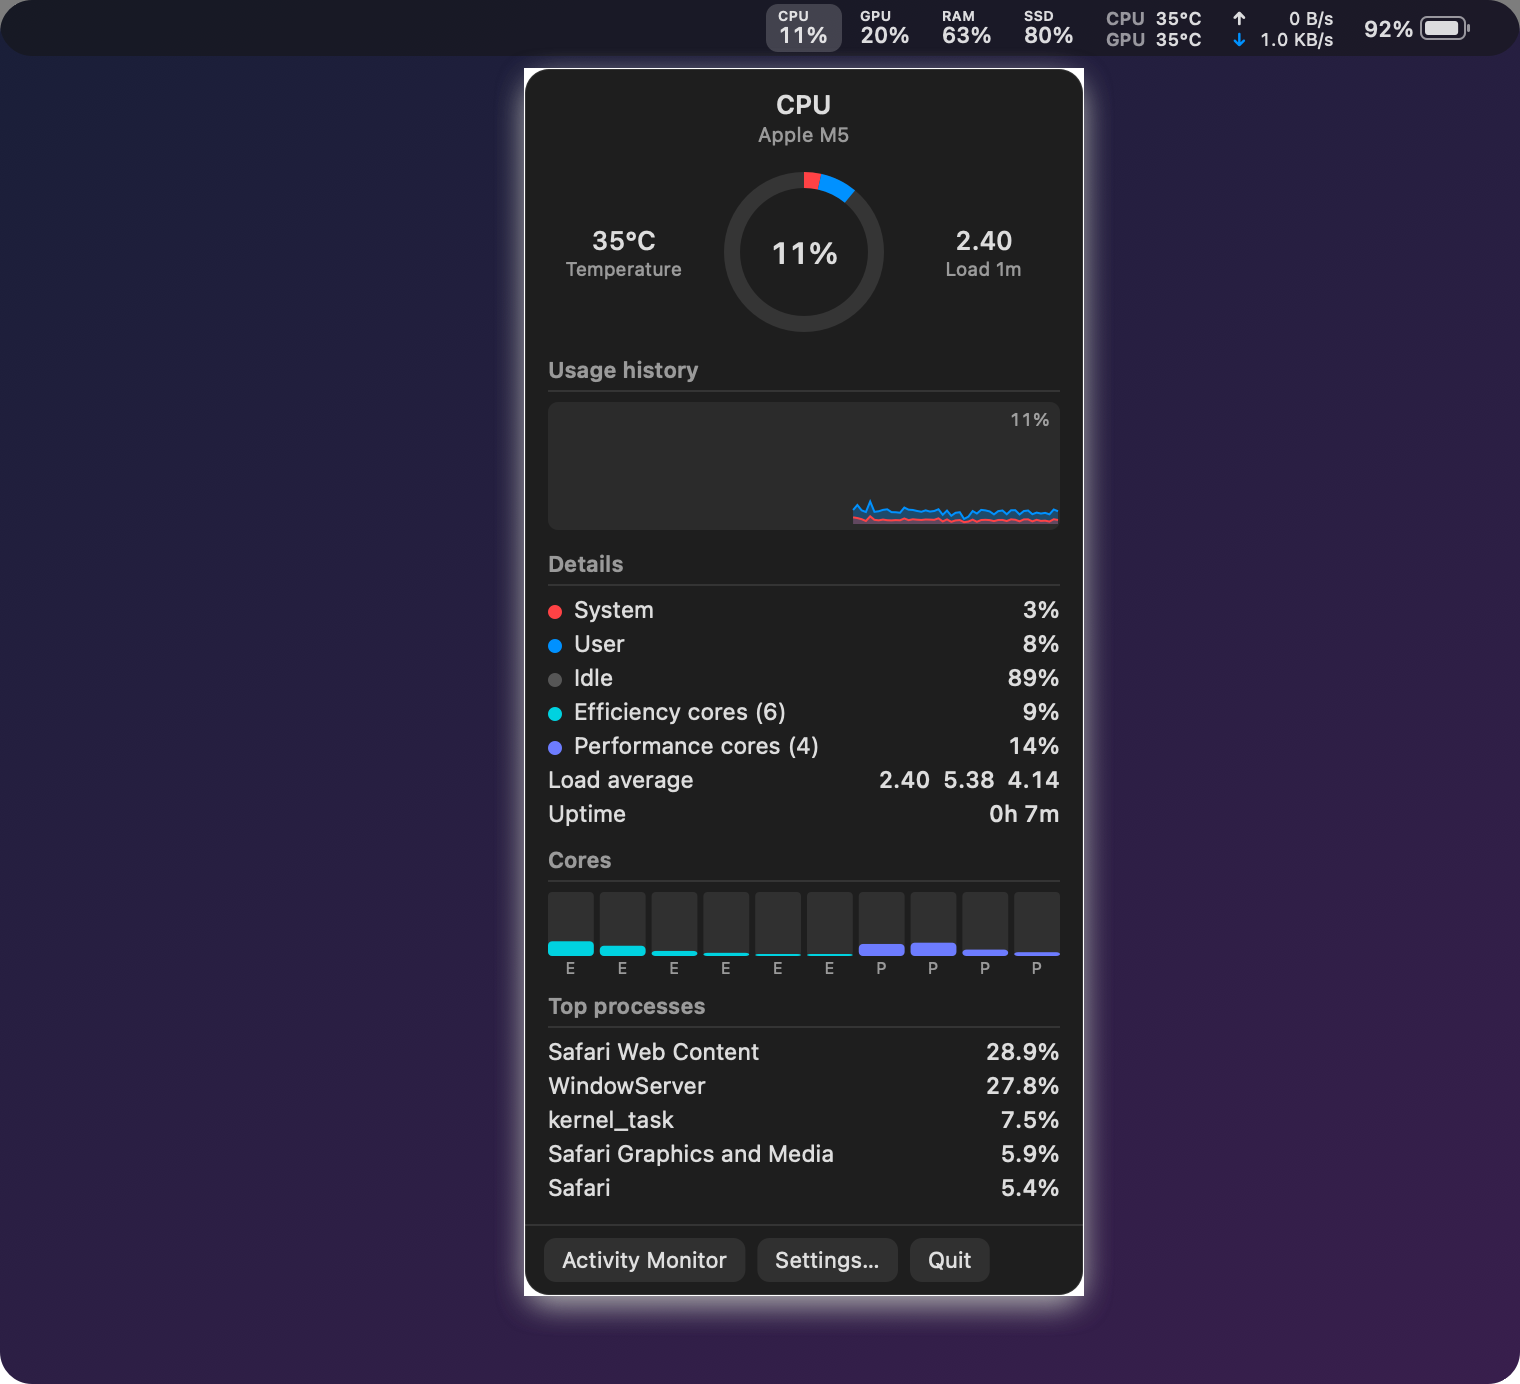 CPU GPU RAM SSD
11% 20% 63% 80%
CPU 35°C ↑ 0 B/s
GPU 35°C ↓ 1.0 KB/s
92%
CPU
Apple M5
35°C
Temperature
11%
2.40
Load 1m
Usage history
11%
Details
System 3%
User 8%
Idle 89%
Efficiency cores (6) 9%
Performance cores (4) 14%
Load average 2.40 5.38 4.14
Uptime 0h 7m
Cores
E E E E E E P P P P
Top processes
Safari Web Content 28.9%
WindowServer 27.8%
kernel_task 7.5%
Safari Graphics and Media 5.9%
Safari 5.4%
Activity Monitor Settings... Quit